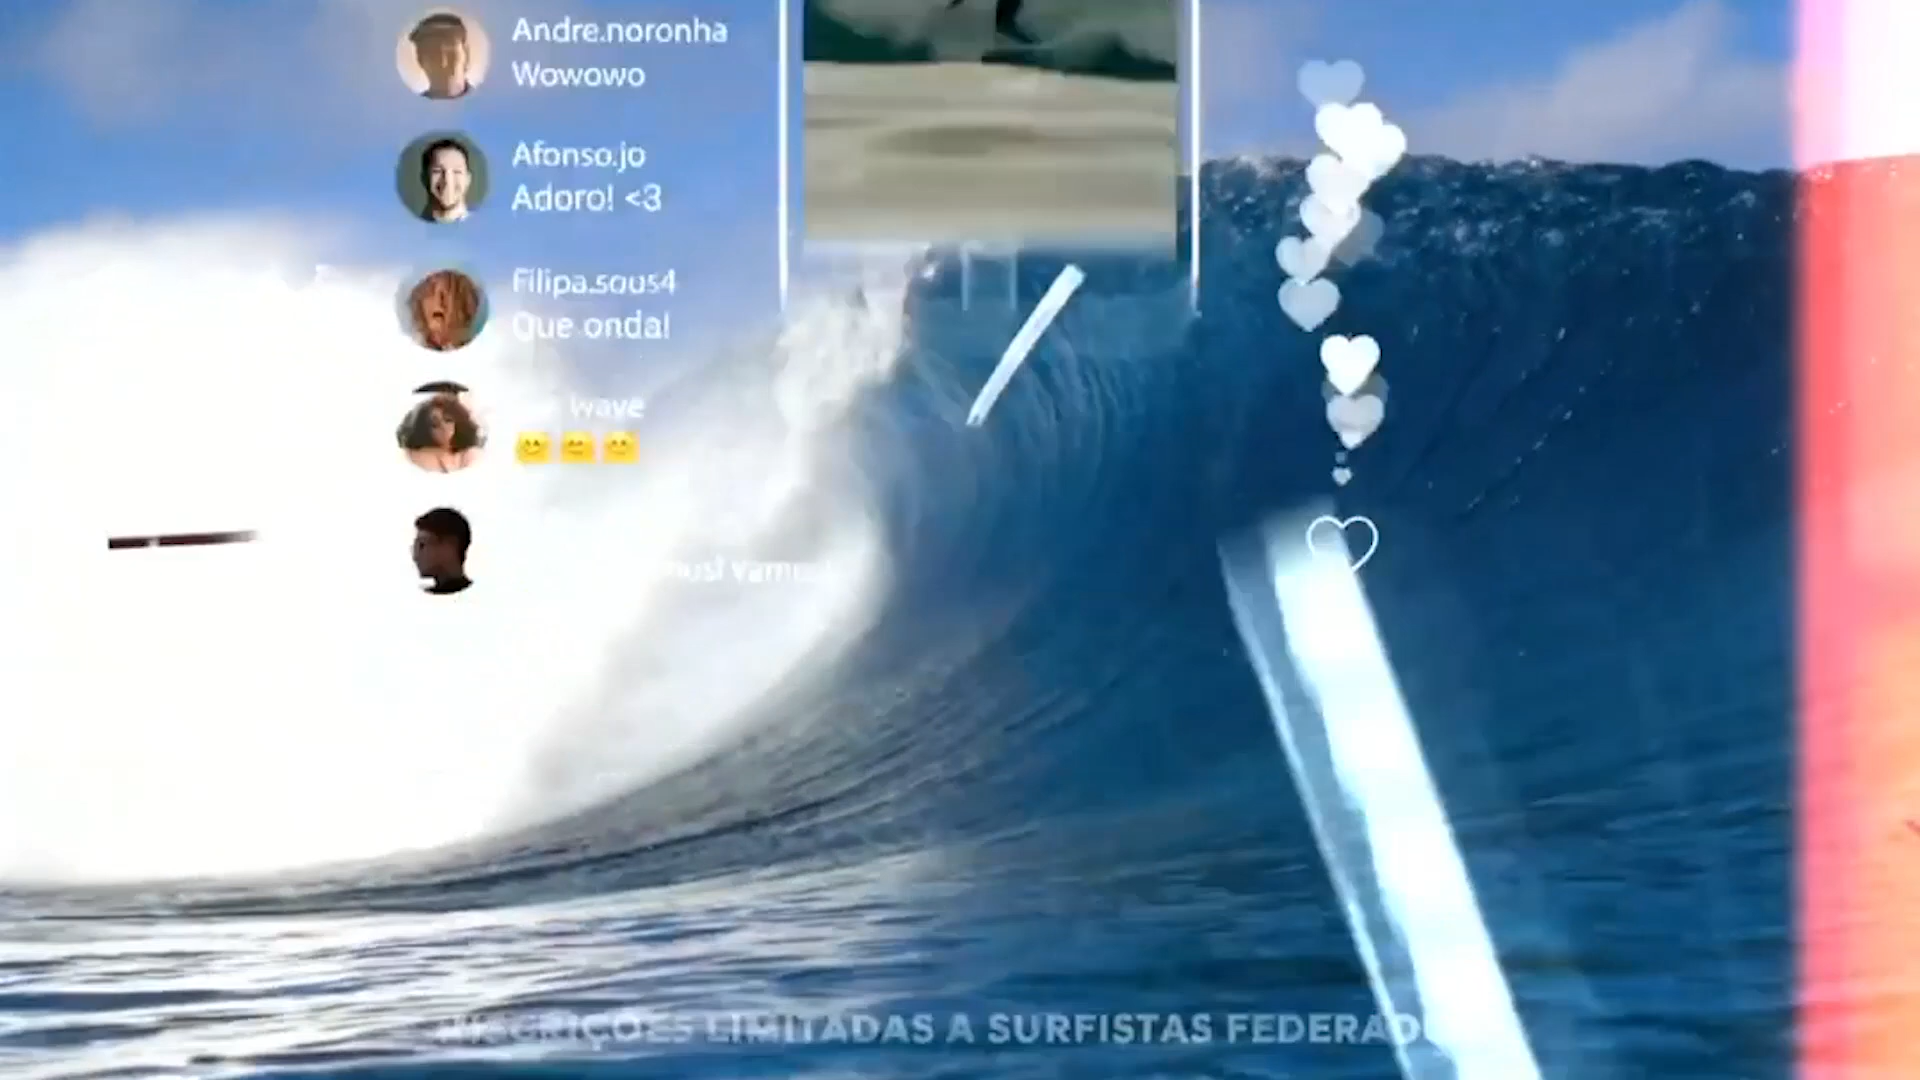 Andre.noronha
Wowowo
Afonso.jo
Adoro! <3
Filipa.sous4
Que onda!
wave
😊 😊 😊
LIMITADAS A SURFISTAS